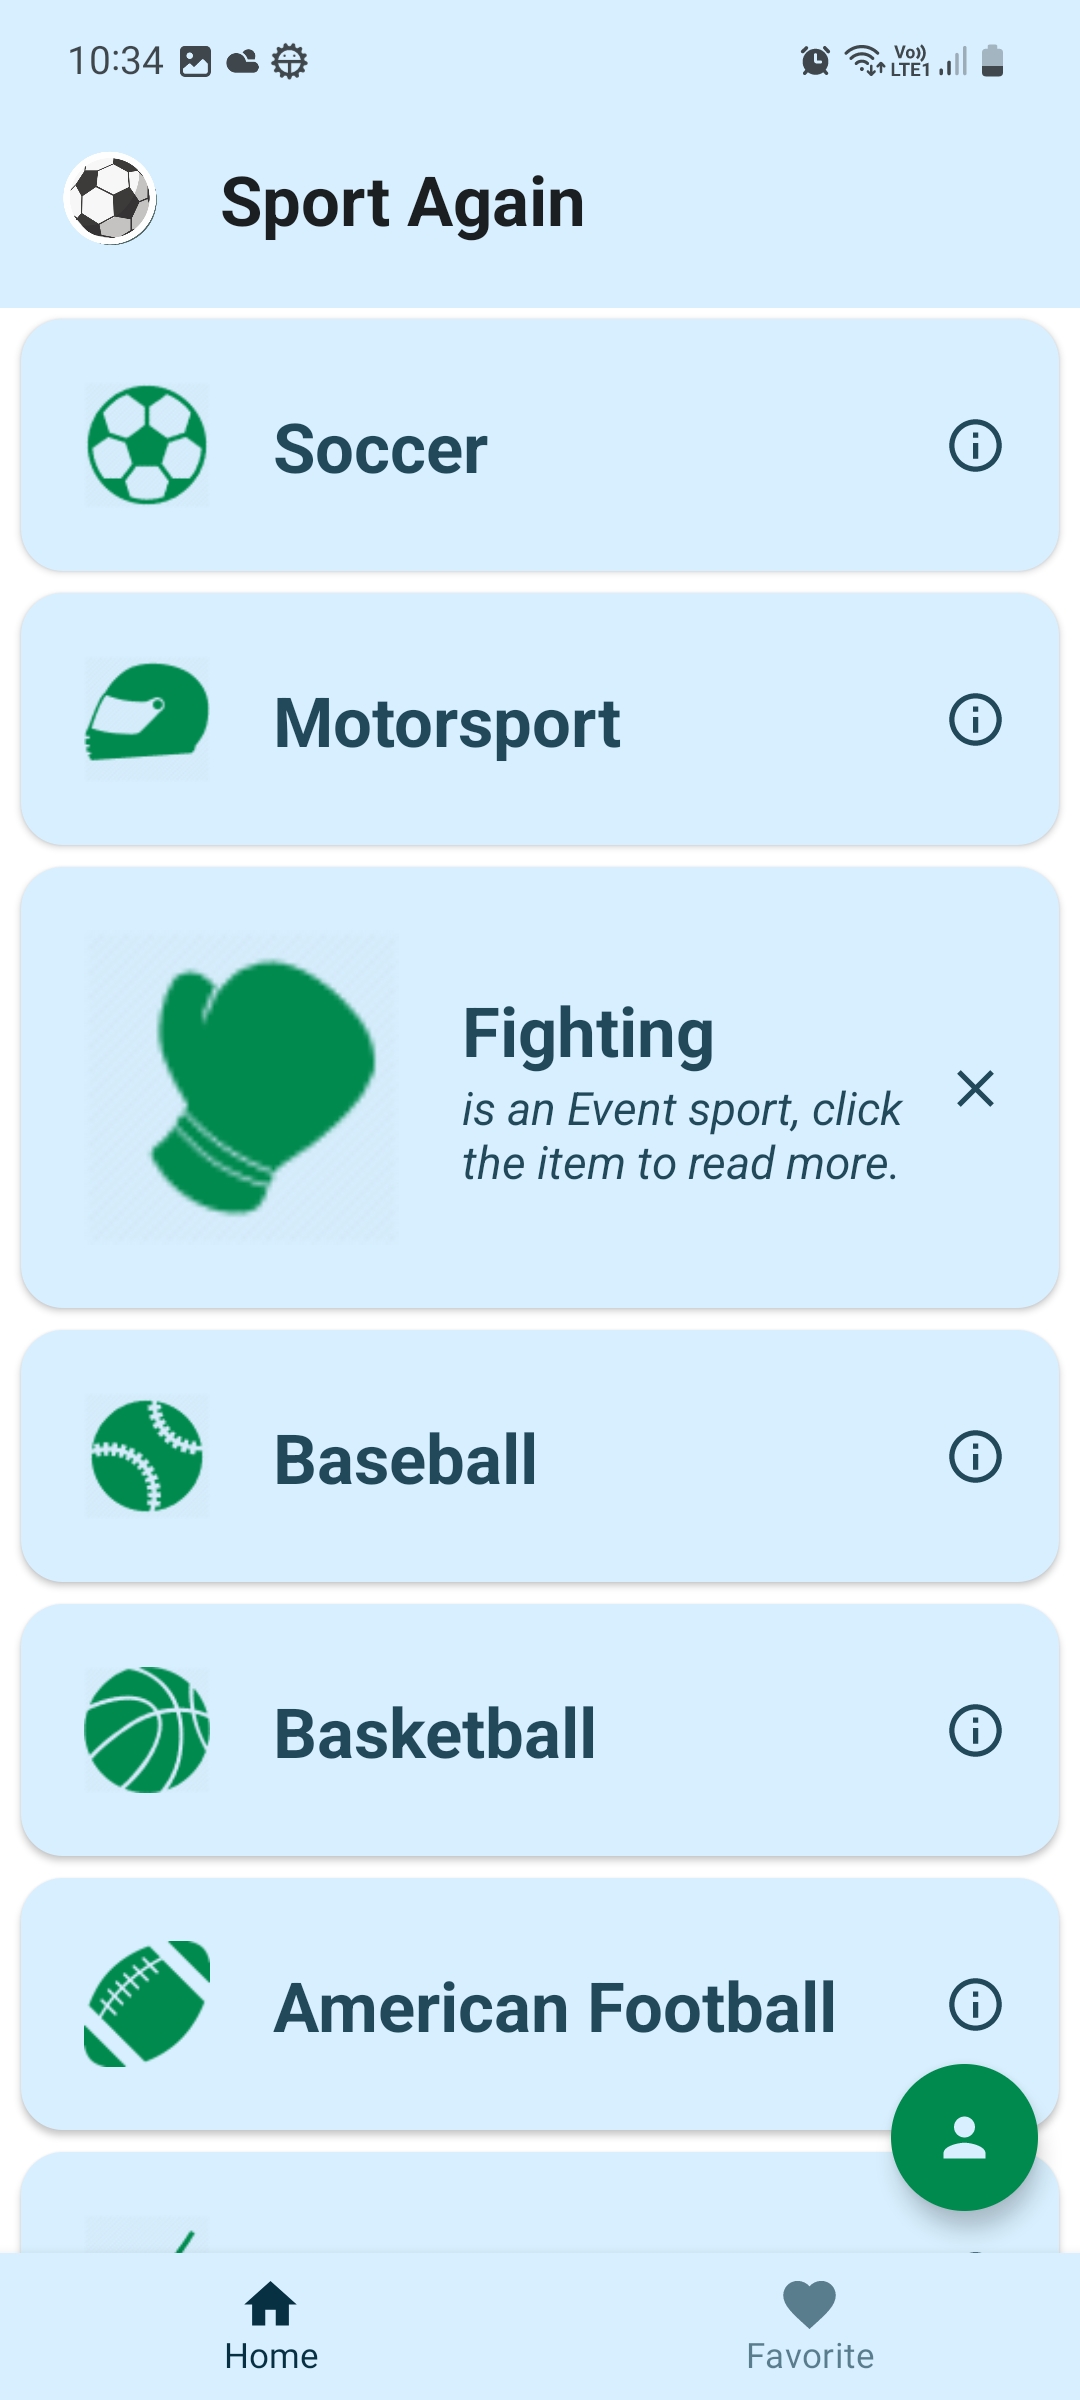 10:34
Vo))
LTE1
Sport Again
Soccer
Motorsport
Fighting
is an Event sport, click
the item to read more.
Baseball
Basketball
American Football
Home
Favorite